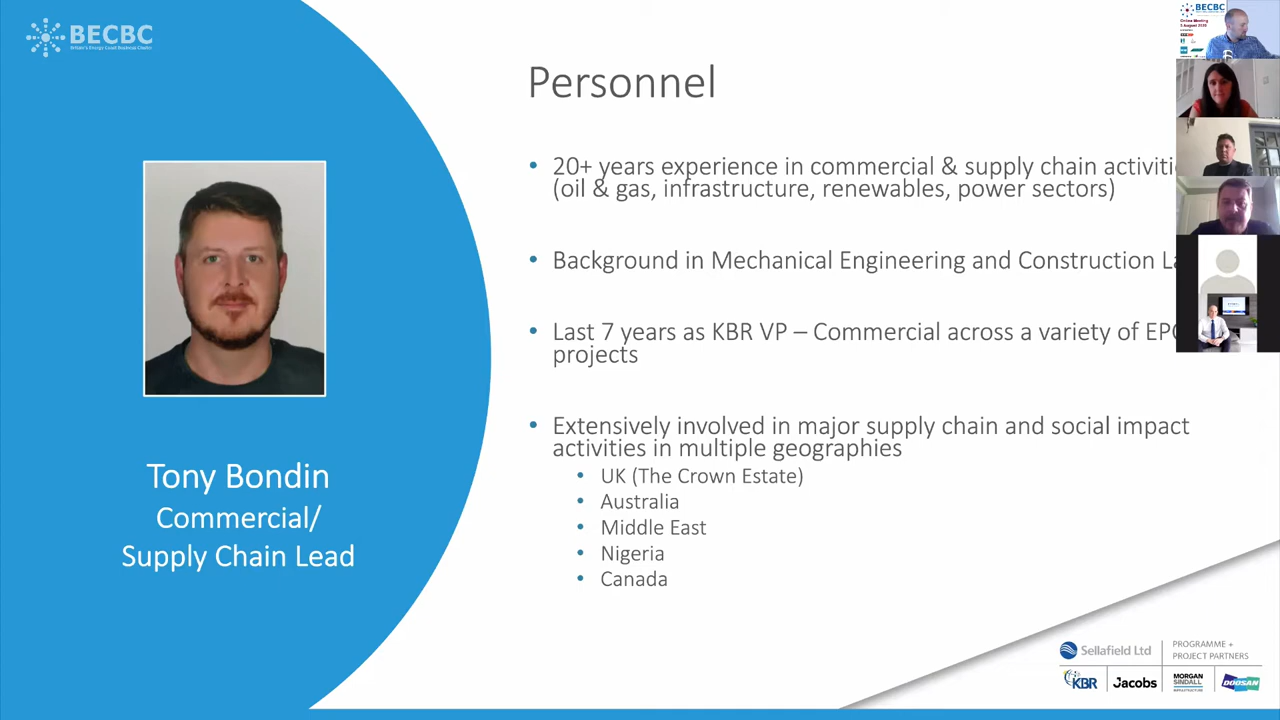 BECBC
Britain's Energy Coast Business Cluster
Personnel
• 20+ years experience in commercial & supply chain activiti
(oil & gas, infrastructure, renewables, power sectors)
• Background in Mechanical Engineering and Construction La
• Last 7 years as KBR VP – Commercial across a variety of EPC
projects
• Extensively involved in major supply chain and social impact
activities in multiple geographies
• UK (The Crown Estate)
• Australia
• Middle East
• Nigeria
• Canada
Tony Bondin
Commercial/
Supply Chain Lead
BECBC
Online Meeting
Sellafield Ltd
PROGRAMME +
PROJECT PARTNERS
KBR
Jacobs
MORGAN
SINDALL
INFRASTRUCTURE
DOOSAN